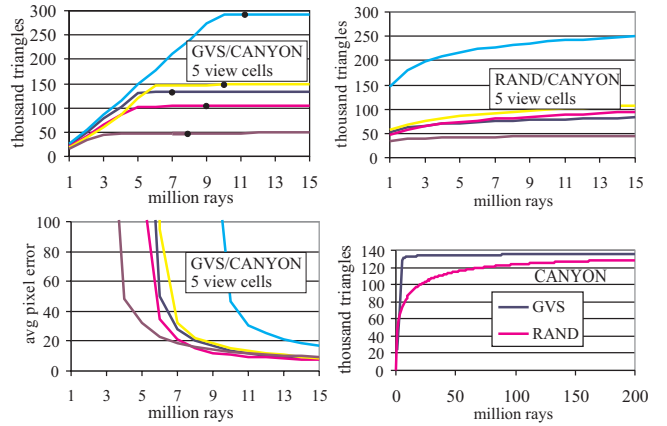 thousand triangles
300
250
200
150
100
50
0
GVS/CANYON
5 view cells
1 3 5 7 9 11 13 15
million rays
thousand triangles
300
250
200
150
100
50
0
RAND/CANYON
5 view cells
1 3 5 7 9 11 13 15
million rays
avg pixel error
100
80
60
40
20
0
GVS/CANYON
5 view cells
1 3 5 7 9 11 13 15
million rays
thousand triangles
140
120
100
80
60
40
20
0
CANYON
GVS
RAND
0 50 100 150 200
million rays